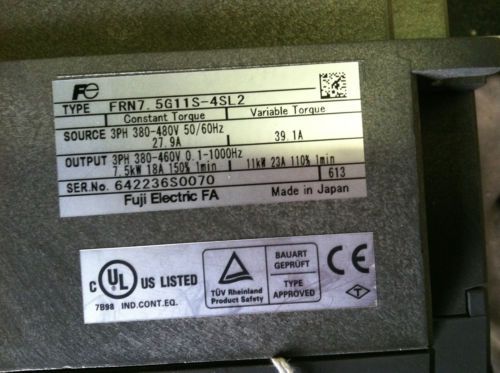 Fe
TYPE FRN7.5G11S-4SL2
Constant Torque Variable Torque
SOURCE 3PH 380-480V 50/60Hz
27.9A 39.1A
OUTPUT 3PH 380-460V 0.1-1000Hz
7.5kW 18A 150% 1min 11kW 23A 110% 1min
SER.No. 642236S0070 613
Fuji Electric FA Made in Japan
C UL US LISTED
7B98 IND.CONT.EQ.
TÜV Rheinland
Product Safety
BAUART
GEPRÜFT
TYPE
APPROVED
CE
T